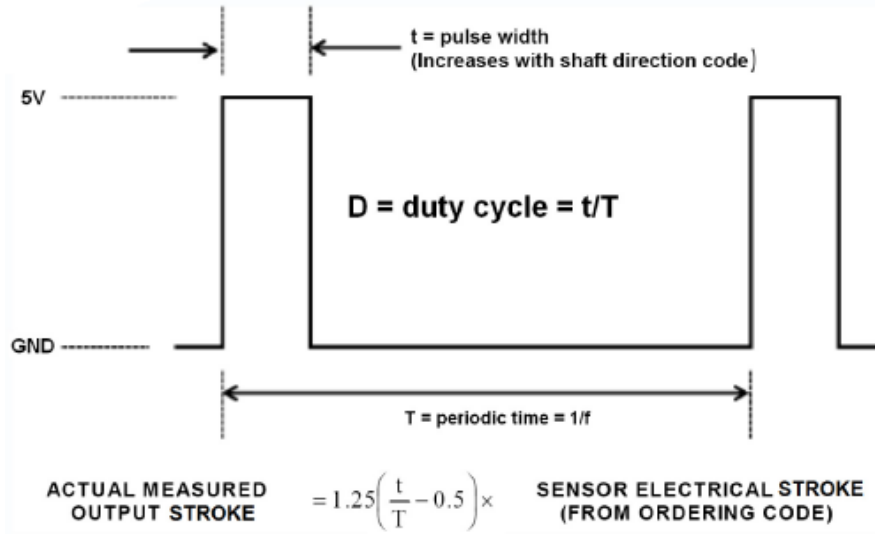 t = pulse width
(Increases with shaft direction code)
5V
D = duty cycle = t/T
GND
T = periodic time = 1/f
ACTUAL MEASURED
OUTPUT STROKE
= 1.25(t/T − 0.5) ×
SENSOR ELECTRICAL STROKE
(FROM ORDERING CODE)